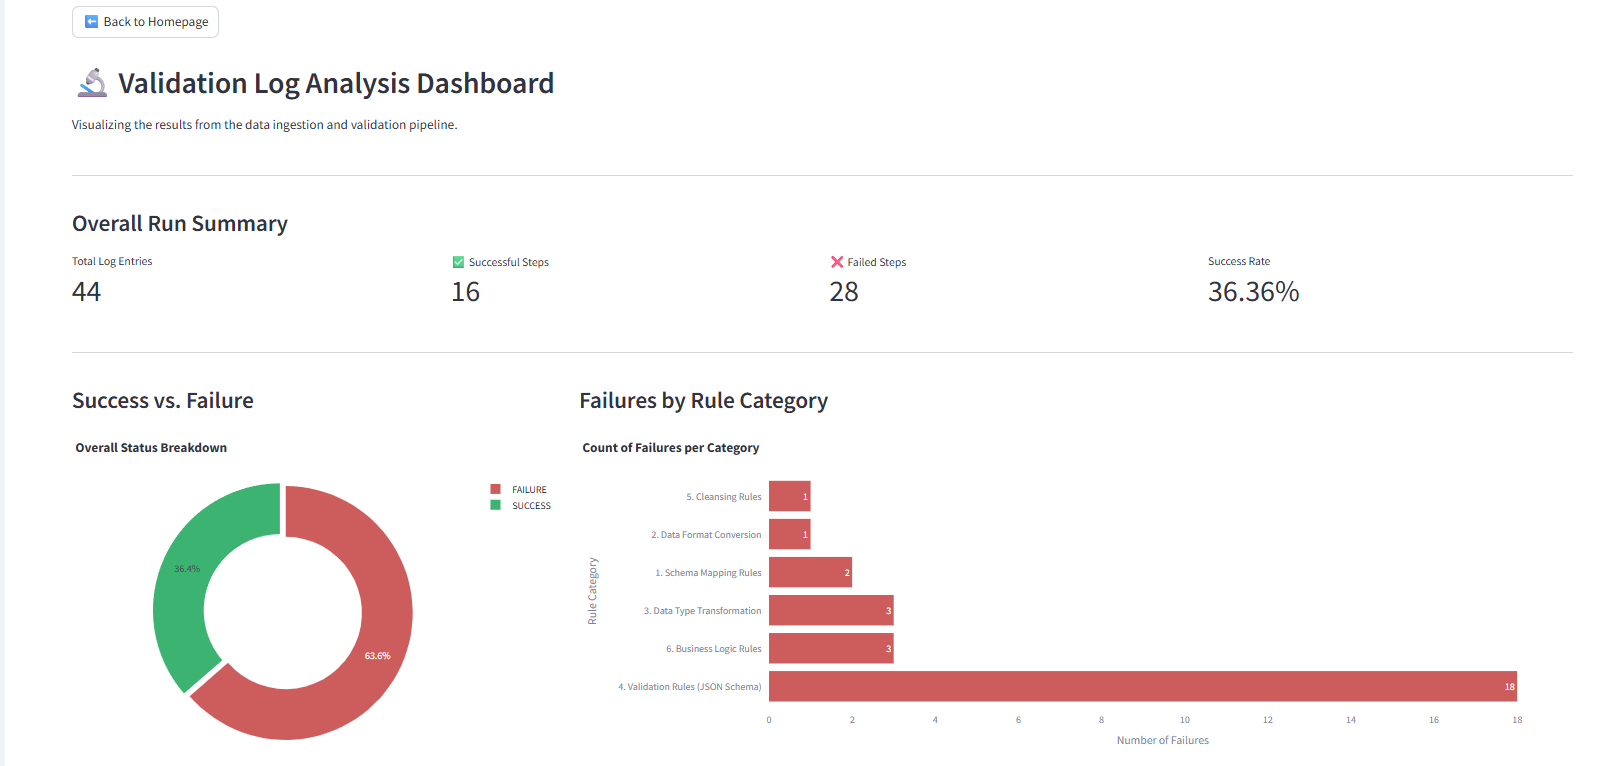 Back to Homepage
Validation Log Analysis Dashboard
Visualizing the results from the data ingestion and validation pipeline.
Overall Run Summary
Total Log Entries
44
Successful Steps
16
Failed Steps
28
Success Rate
36.36%
Success vs. Failure
Overall Status Breakdown
FAILURE
SUCCESS
36.4%
63.6%
Failures by Rule Category
Count of Failures per Category
Rule Category
5. Cleansing Rules
1
2. Data Format Conversion
1
1. Schema Mapping Rules
2
3. Data Type Transformation
3
6. Business Logic Rules
3
4. Validation Rules (JSON Schema)
18
0 2 4 6 8 10 12 14 16 18
Number of Failures